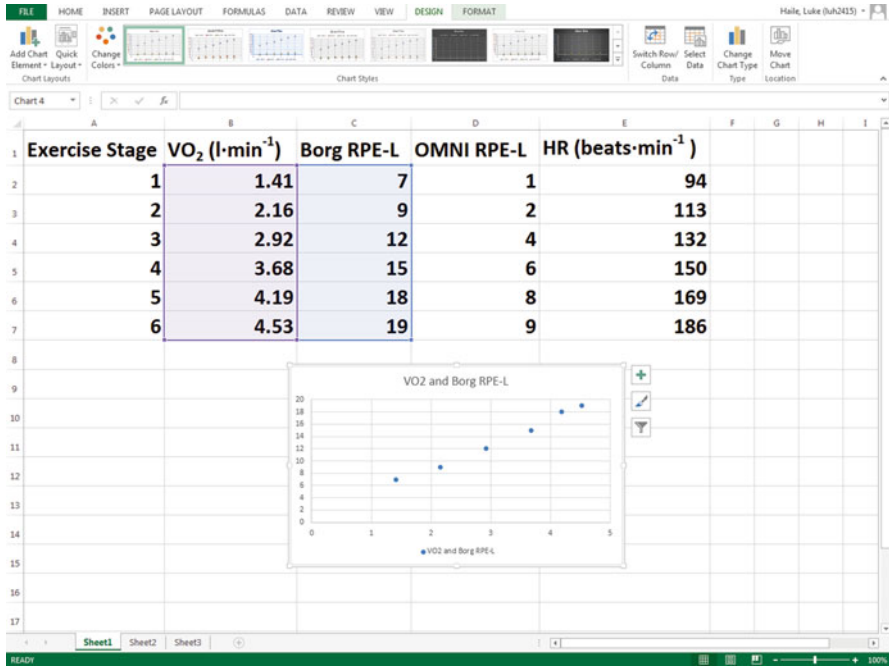 FILE HOME INSERT PAGE LAYOUT FORMULAS DATA REVIEW VIEW DESIGN FORMAT Haile, Luke (luh2415)
Add Chart Element Quick Layout Change Colors Switch Row/ Column Select Data Change Chart Type Move Chart
Chart Layouts Chart Styles Data Type Location
Chart 4 fx
A B C D E F G H I
1 Exercise Stage VO₂ (l·min⁻¹) Borg RPE-L OMNI RPE-L HR (beats·min⁻¹ )
2 1 1.41 7 1 94
3 2 2.16 9 2 113
4 3 2.92 12 4 132
5 4 3.68 15 6 150
6 5 4.19 18 8 169
7 6 4.53 19 9 186
8
9
10
11
12
13
14
15
16
17
VO2 and Borg RPE-L
20
18
16
14
12
10
8
6
4
2
0
0 1 2 3 4 5
VO2 and Borg RPE-L
Sheet1 Sheet2 Sheet3
READY 100%